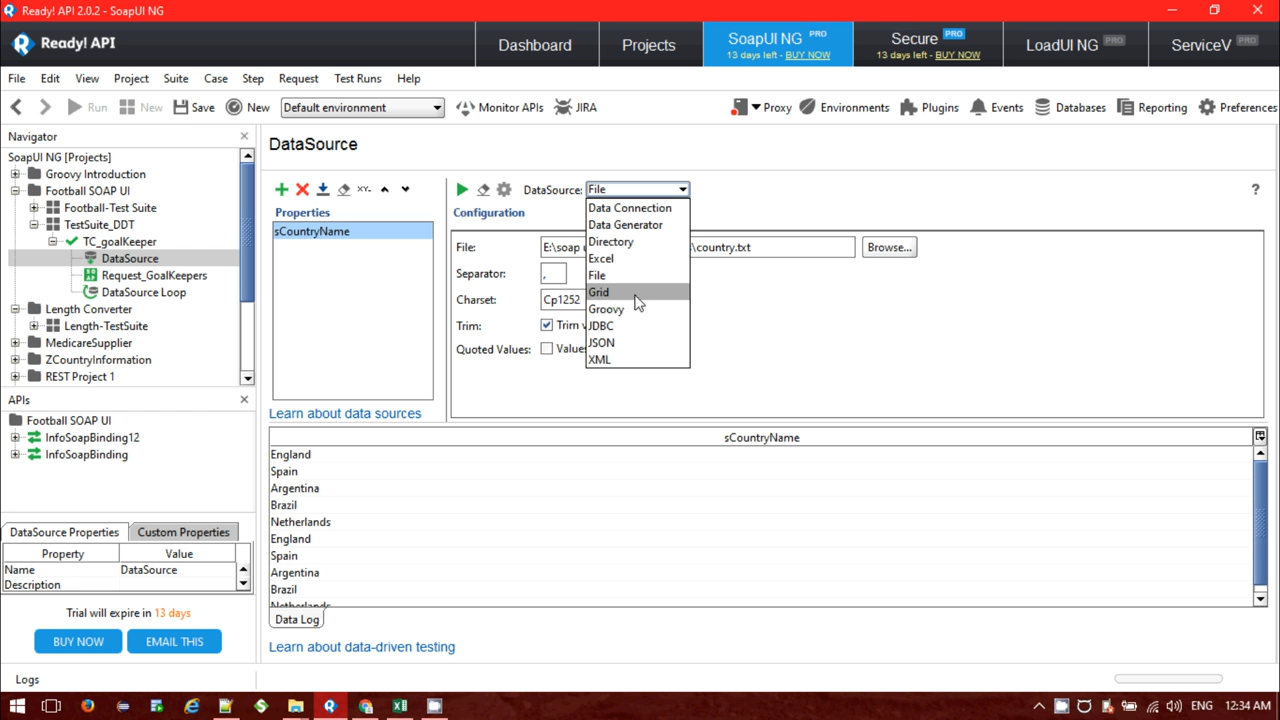 Ready! API 2.0.2 - SoapUI NG
Ready! API
Dashboard
Projects
SoapUI NG PRO
13 days left - BUY NOW
Secure PRO
13 days left - BUY NOW
LoadUI NG PRO
ServiceV PRO
File Edit View Project Suite Case Step Request Test Runs Help
Run New Save New Default environment Monitor APIs JIRA Proxy Environments Plugins Events Databases Reporting Preferences
Navigator
SoapUI NG [Projects]
Groovy Introduction
Football SOAP UI
Football-Test Suite
TestSuite_DDT
TC_goalKeeper
DataSource
Request_GoalKeepers
DataSource Loop
Length Converter
Length-TestSuite
MedicareSupplier
ZCountryInformation
REST Project 1
APIs
Football SOAP UI
InfoSoapBinding12
InfoSoapBinding
DataSource Properties Custom Properties
Property Value
Name DataSource
Description
Trial will expire in 13 days
BUY NOW EMAIL THIS
Logs
DataSource
XY=
DataSource: File
?
Properties
sCountryName
Learn about data sources
Configuration
File: E:\soap u \country.txt Browse...
Separator: ,
Charset: Cp1252
Trim: Trim v
Quoted Values: Value
Data Connection
Data Generator
Directory
Excel
File
Grid
Groovy
JDBC
JSON
XML
sCountryName
England
Spain
Argentina
Brazil
Netherlands
England
Spain
Argentina
Brazil
Netherlands
Data Log
Learn about data-driven testing
ENG 12:34 AM